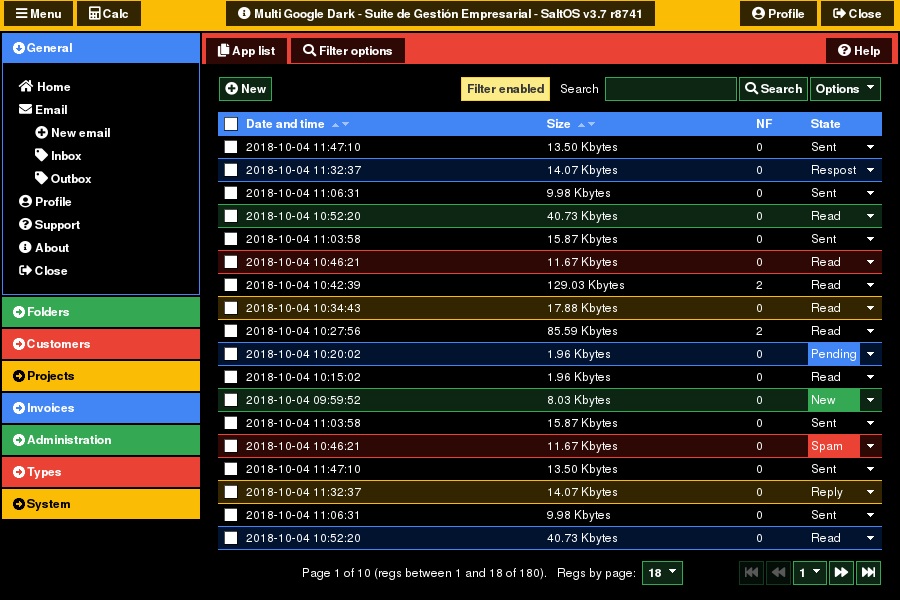 Menu Calc Multi Google Dark - Suite de Gestión Empresarial - SaltOS v3.7 r8741 Profile Close
General
Home
Email
New email
Inbox
Outbox
Profile
Support
About
Close
Folders
Customers
Projects
Invoices
Administration
Types
System
App list Filter options Help
New Filter enabled Search Search Options
Date and time Size NF State
2018-10-04 11:47:10 13.50 Kbytes 0 Sent
2018-10-04 11:32:37 14.07 Kbytes 0 Respost
2018-10-04 11:06:31 9.98 Kbytes 0 Sent
2018-10-04 10:52:20 40.73 Kbytes 0 Read
2018-10-04 11:03:58 15.87 Kbytes 0 Sent
2018-10-04 10:46:21 11.67 Kbytes 0 Read
2018-10-04 10:42:39 129.03 Kbytes 2 Read
2018-10-04 10:34:43 17.88 Kbytes 0 Read
2018-10-04 10:27:56 85.59 Kbytes 2 Read
2018-10-04 10:20:02 1.96 Kbytes 0 Pending
2018-10-04 10:15:02 1.96 Kbytes 0 Read
2018-10-04 09:59:52 8.03 Kbytes 0 New
2018-10-04 11:03:58 15.87 Kbytes 0 Sent
2018-10-04 10:46:21 11.67 Kbytes 0 Spam
2018-10-04 11:47:10 13.50 Kbytes 0 Sent
2018-10-04 11:32:37 14.07 Kbytes 0 Reply
2018-10-04 11:06:31 9.98 Kbytes 0 Sent
2018-10-04 10:52:20 40.73 Kbytes 0 Read
Page 1 of 10 (regs between 1 and 18 of 180). Regs by page: 18 1